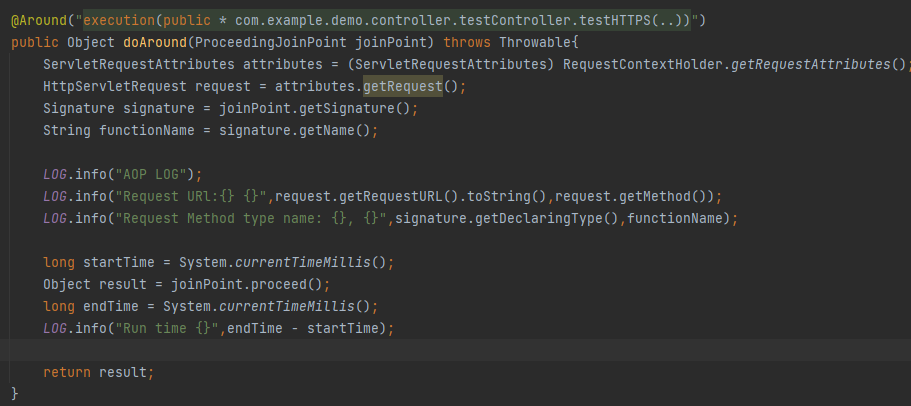 @Around("execution(public * com.example.demo.controller.testController.testHTTPS(..))")
public Object doAround(ProceedingJoinPoint joinPoint) throws Throwable{
ServletRequestAttributes attributes = (ServletRequestAttributes) RequestContextHolder.getRequestAttributes();
HttpServletRequest request = attributes.getRequest();
Signature signature = joinPoint.getSignature();
String functionName = signature.getName();
LOG.info("AOP LOG");
LOG.info("Request URl:{} {}",request.getRequestURL().toString(),request.getMethod());
LOG.info("Request Method type name: {}, {}",signature.getDeclaringType(),functionName);
long startTime = System.currentTimeMillis();
Object result = joinPoint.proceed();
long endTime = System.currentTimeMillis();
LOG.info("Run time {}",endTime - startTime);
return result;
}